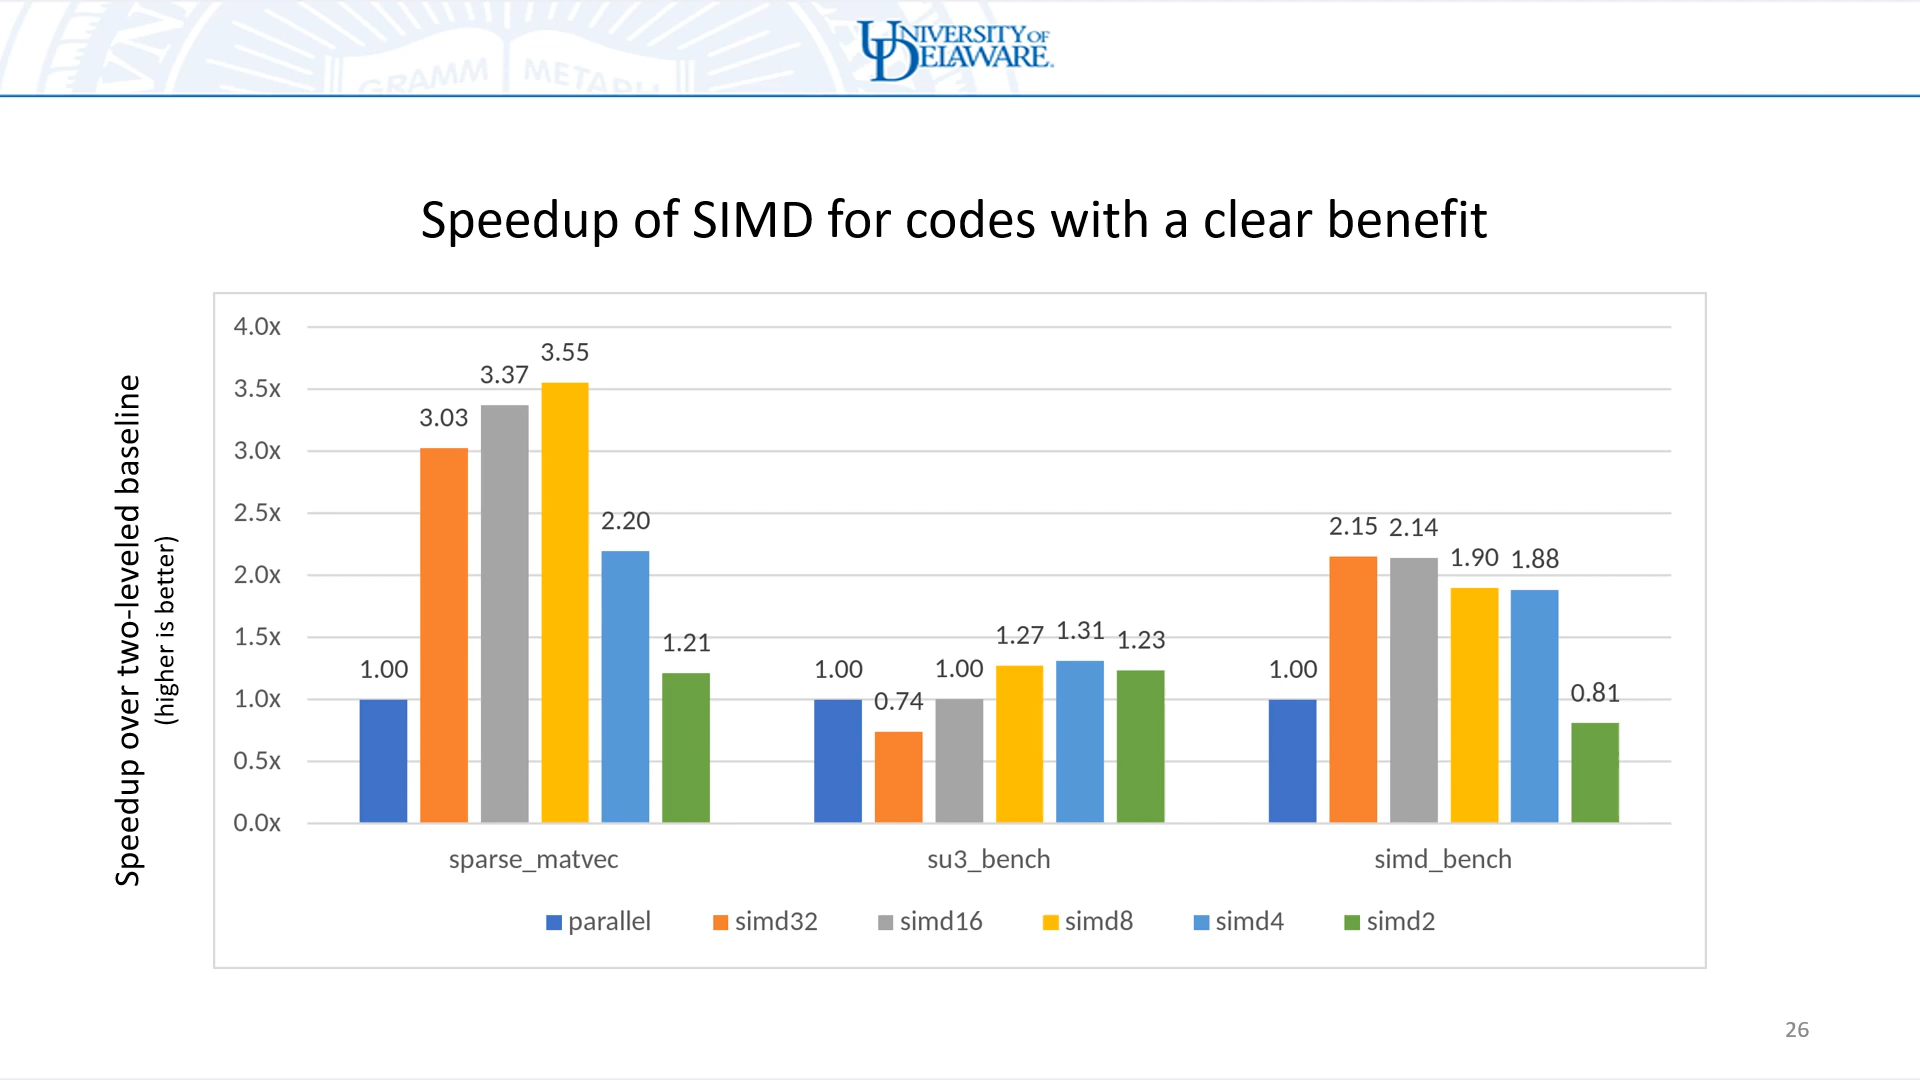 GRAMM METADU
UNIVERSITY OF
DELAWARE.
Speedup of SIMD for codes with a clear benefit
Speedup over two-leveled baseline
(higher is better)
4.0x
3.5x
3.0x
2.5x
2.0x
1.5x
1.0x
0.5x
0.0x
1.00 3.03 3.37 3.55 2.20 1.21
1.00 0.74 1.00 1.27 1.31 1.23
1.00 2.15 2.14 1.90 1.88 0.81
sparse_matvec su3_bench simd_bench
parallel simd32 simd16 simd8 simd4 simd2
26